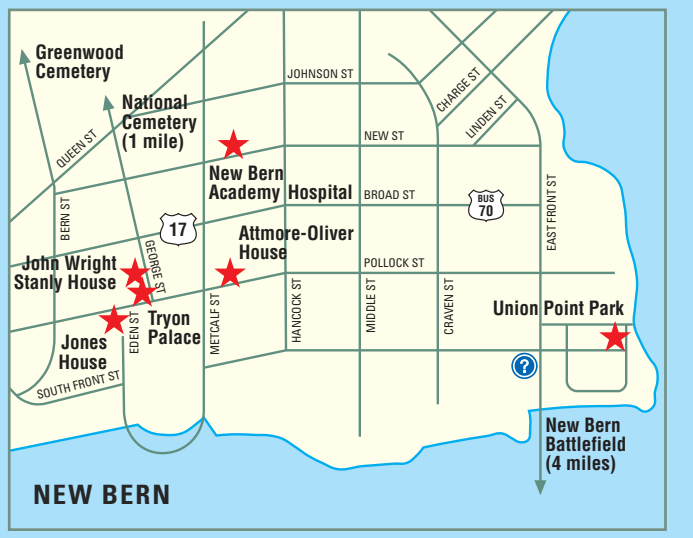 Greenwood
Cemetery
JOHNSON ST
National
Cemetery
(1 mile)
CHARGE ST
LINDEN ST
QUEEN ST
NEW ST
New Bern
Academy Hospital
BROAD ST
BUS
70
BERN ST
17
EAST FRONT ST
Attmore-Oliver
House
GEORGE ST
John Wright
Stanly House
POLLOCK ST
Union Point Park
EDEN ST
METCALF ST
HANCOCK ST
MIDDLE ST
CRAVEN ST
Tryon
Palace
Jones
House
SOUTH FRONT ST
?
New Bern
Battlefield
(4 miles)
NEW BERN